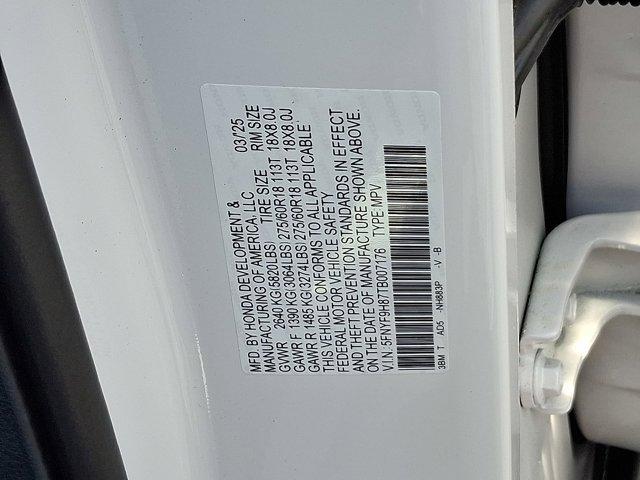 MFD. BY HONDA DEVELOPMENT & 03/25
MANUFACTURING OF AMERICA, LLC
GVWR 2640 KG(5820LBS) TIRE SIZE RIM SIZE
GAWR F 1390 KG(3064LBS)275/60R18 113T 18X8.0J
GAWR R 1485 KG(3274LBS)275/60R18 113T 18X8.0J
THIS VEHICLE CONFORMS TO ALL APPLICABLE
FEDERAL MOTOR VEHICLE SAFETY
AND THEFT PREVENTION STANDARDS IN EFFECT
ON THE DATE OF MANUFACTURE SHOWN ABOVE.
V.I.N.: 5FNYF9H87TB007176 TYPE:MPV
3BM T AD5 -NH883P -V -B